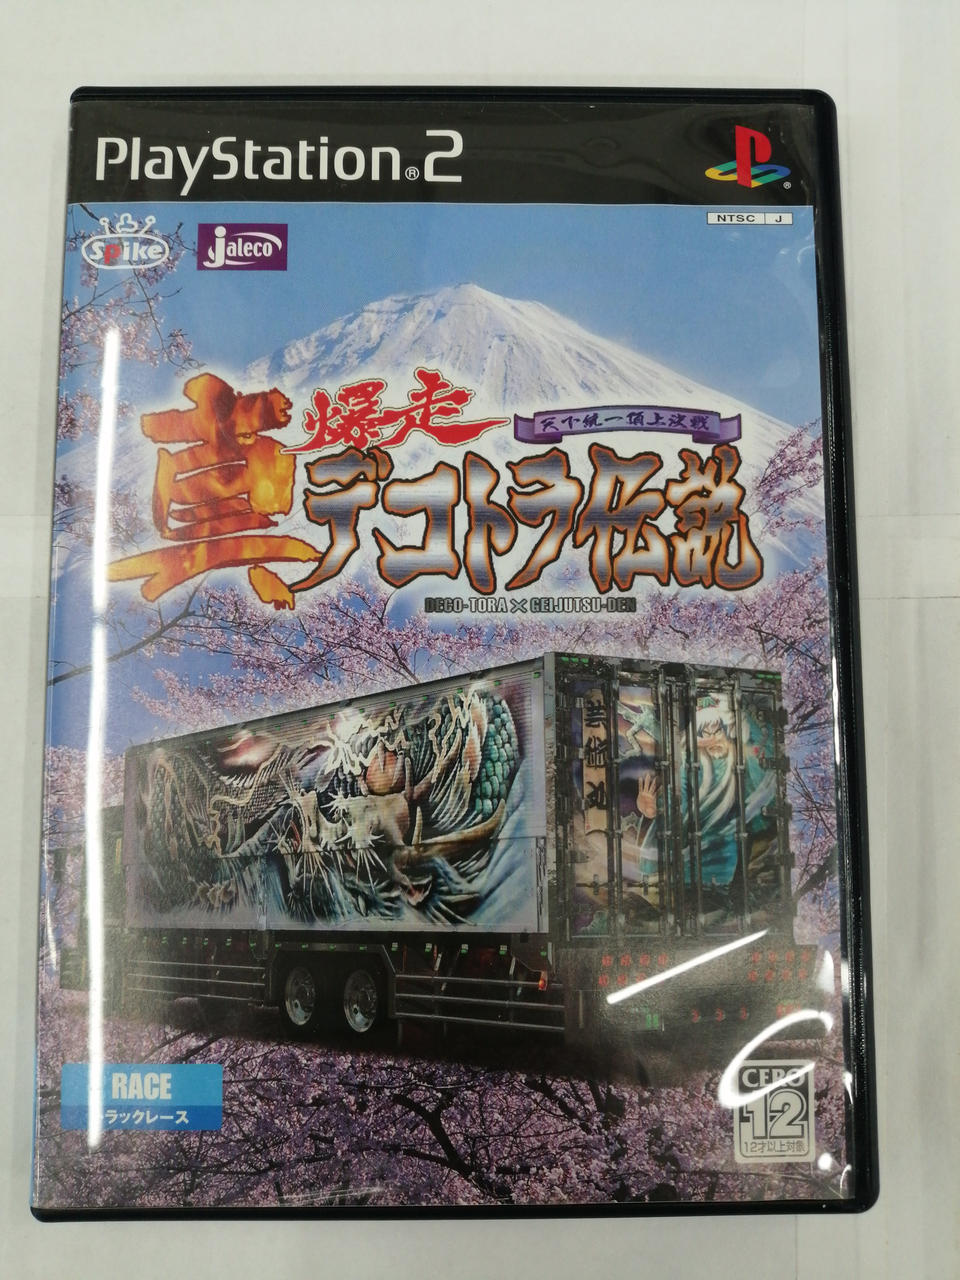 PlayStation®2
NTSC J
Spike
Jaleco
天下統一頂上決戦
真 爆走
デコトラ伝説
DECO-TORA×GEIJUTSU-DEN
RACE
トラックレース
CERO
12
12才以上対象